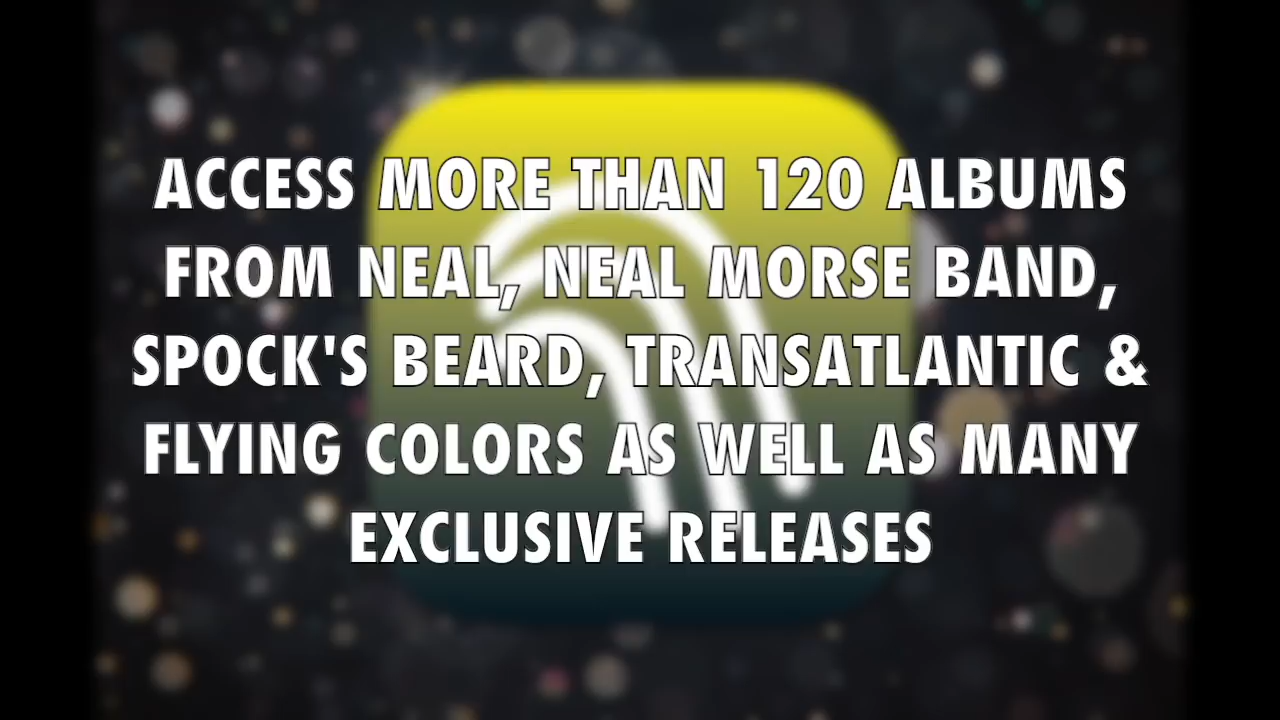 ACCESS MORE THAN 120 ALBUMS
FROM NEAL, NEAL MORSE BAND,
SPOCK'S BEARD, TRANSATLANTIC &
FLYING COLORS AS WELL AS MANY
EXCLUSIVE RELEASES